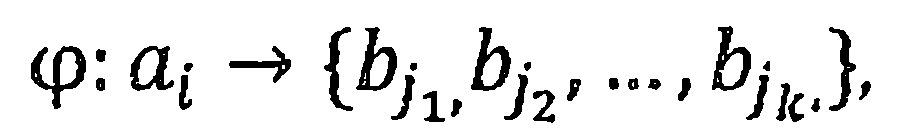 φ: a_i → {b_{j_1,} b_{j_2}, ..., b_{j_k.}},